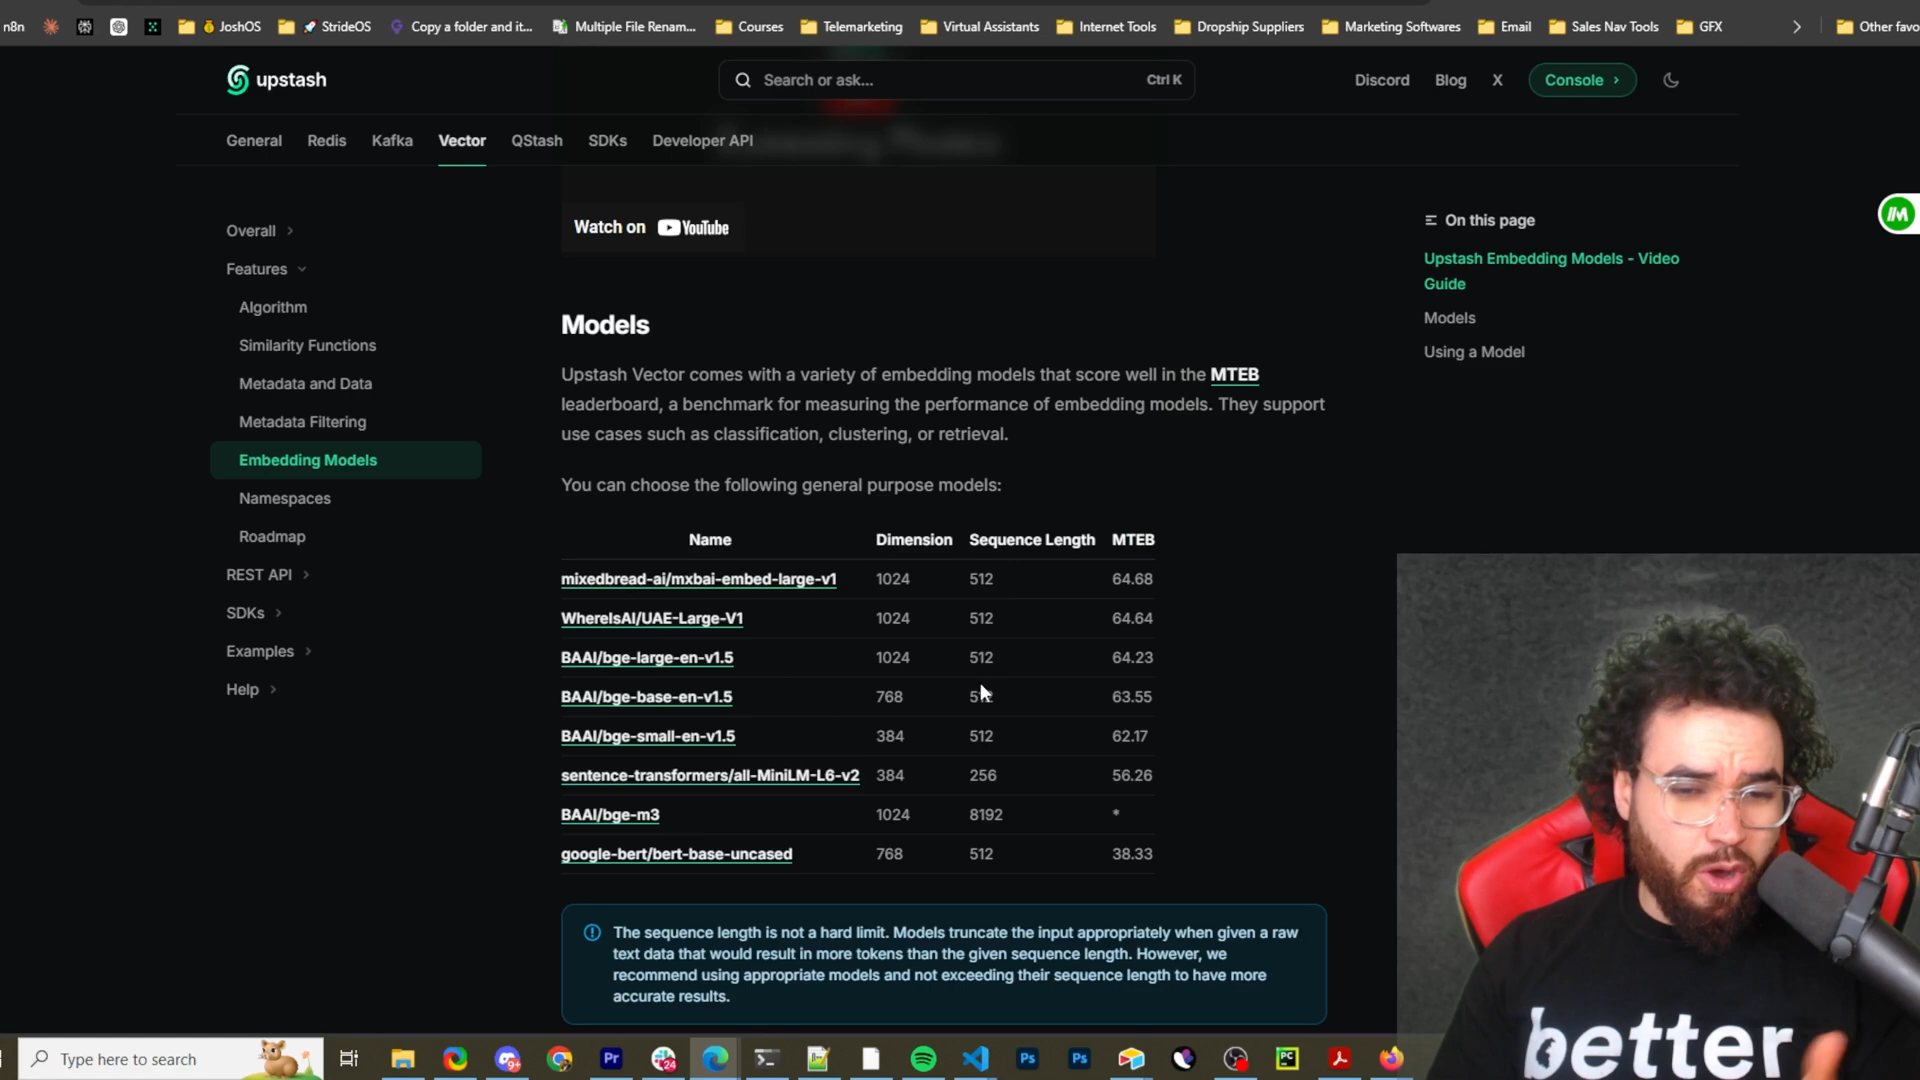 n8n JoshOS StrideOS Copy a folder and it... Multiple File Renam... Courses Telemarketing Virtual Assistants Internet Tools Dropship Suppliers Marketing Softwares Email Sales Nav Tools GFX Other favo
upstash Search or ask... Ctrl K Discord Blog X Console
General Redis Kafka Vector QStash SDKs Developer API
Overall
Features
Algorithm
Similarity Functions
Metadata and Data
Metadata Filtering
Embedding Models
Namespaces
Roadmap
REST API
SDKs
Examples
Help
Watch on YouTube
Models
Upstash Vector comes with a variety of embedding models that score well in the MTEB
leaderboard, a benchmark for measuring the performance of embedding models. They support
use cases such as classification, clustering, or retrieval.
You can choose the following general purpose models:
Name Dimension Sequence Length MTEB
mixedbread-ai/mxbai-embed-large-v1 1024 512 64.68
WhereIsAI/UAE-Large-V1 1024 512 64.64
BAAI/bge-large-en-v1.5 1024 512 64.23
BAAI/bge-base-en-v1.5 768 512 63.55
BAAI/bge-small-en-v1.5 384 512 62.17
sentence-transformers/all-MiniLM-L6-v2 384 256 56.26
BAAI/bge-m3 1024 8192 *
google-bert/bert-base-uncased 768 512 38.33
The sequence length is not a hard limit. Models truncate the input appropriately when given a raw
text data that would result in more tokens than the given sequence length. However, we
recommend using appropriate models and not exceeding their sequence length to have more
accurate results.
On this page
Upstash Embedding Models - Video
Guide
Models
Using a Model
better
Type here to search
9+ Pr 24 Ps Ps PC